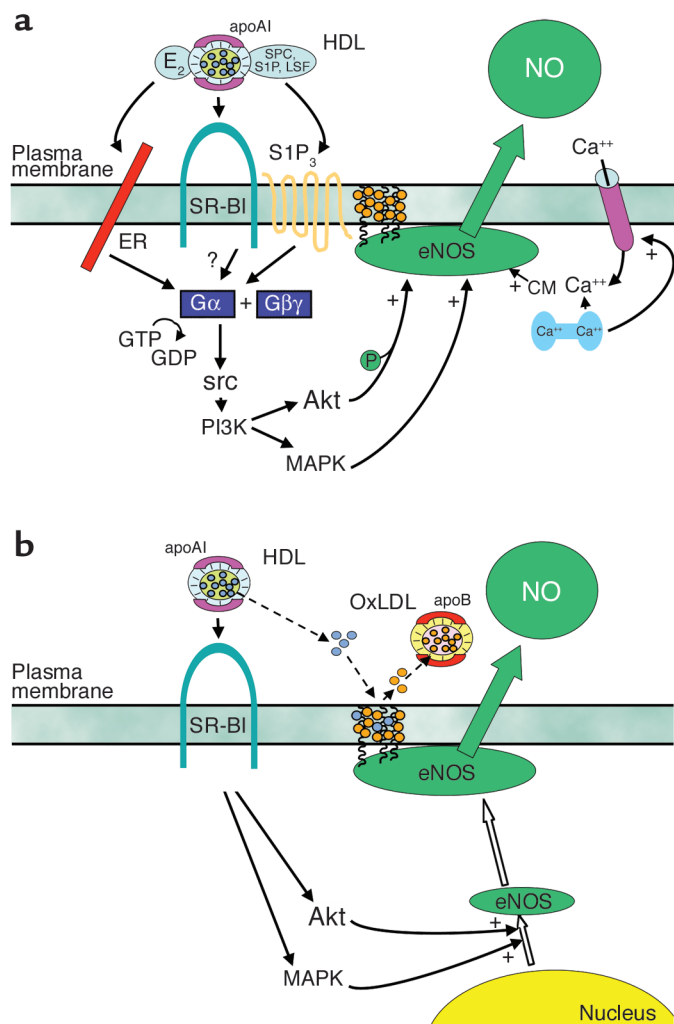 a
apoAI
HDL
E2
SPC,
S1P, LSF
NO
Plasma
membrane
S1P3
Ca++
SR-BI
ER
?
eNOS
+
CM
Ca++
+
Gα
+
Gβγ
+
+
Ca++
Ca++
GTP
GDP
src
P
Akt
PI3K
MAPK
b
apoAI
HDL
OxLDL
apoB
NO
Plasma
membrane
SR-BI
eNOS
eNOS
Akt
+
+
MAPK
Nucleus